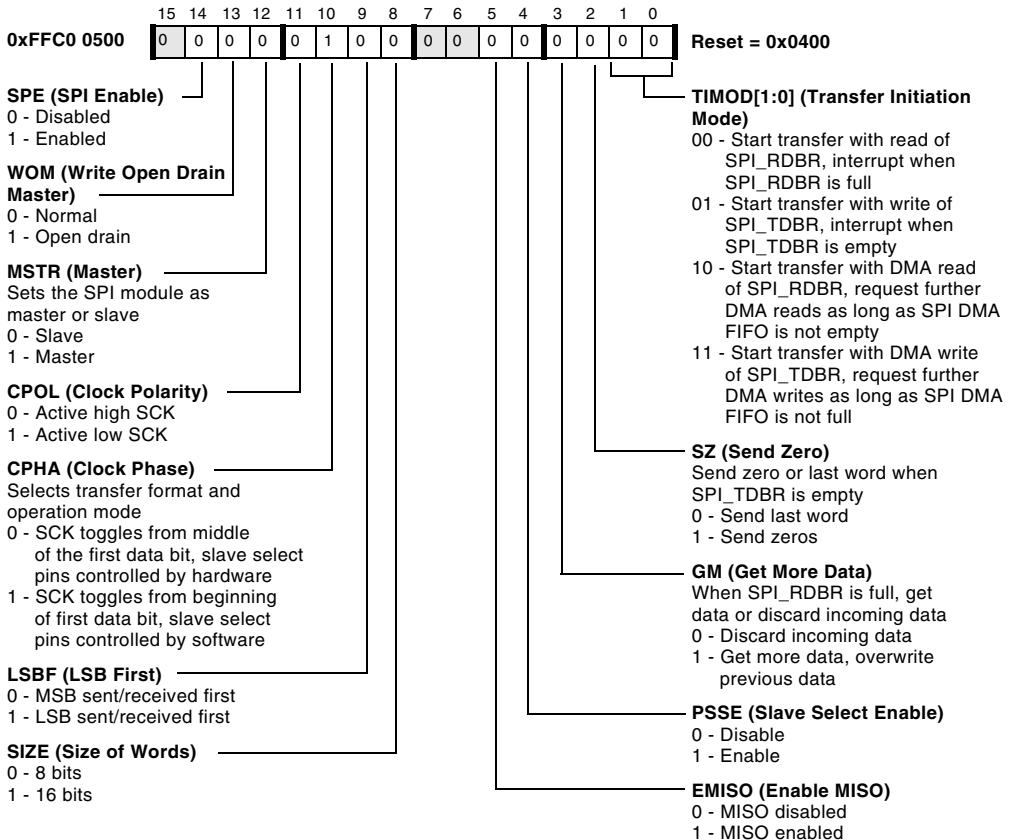 15 14 13 12 11 10 9 8 7 6 5 4 3 2 1 0
0xFFC0 0500 0 0 0 0 0 1 0 0 0 0 0 0 0 0 0 0 Reset = 0x0400
SPE (SPI Enable)
0 - Disabled
1 - Enabled
WOM (Write Open Drain
Master)
0 - Normal
1 - Open drain
MSTR (Master)
Sets the SPI module as
master or slave
0 - Slave
1 - Master
CPOL (Clock Polarity)
0 - Active high SCK
1 - Active low SCK
CPHA (Clock Phase)
Selects transfer format and
operation mode
0 - SCK toggles from middle
of the first data bit, slave select
pins controlled by hardware
1 - SCK toggles from beginning
of first data bit, slave select
pins controlled by software
LSBF (LSB First)
0 - MSB sent/received first
1 - LSB sent/received first
SIZE (Size of Words)
0 - 8 bits
1 - 16 bits
TIMOD[1:0] (Transfer Initiation
Mode)
00 - Start transfer with read of
SPI_RDBR, interrupt when
SPI_RDBR is full
01 - Start transfer with write of
SPI_TDBR, interrupt when
SPI_TDBR is empty
10 - Start transfer with DMA read
of SPI_RDBR, request further
DMA reads as long as SPI DMA
FIFO is not empty
11 - Start transfer with DMA write
of SPI_TDBR, request further
DMA writes as long as SPI DMA
FIFO is not full
SZ (Send Zero)
Send zero or last word when
SPI_TDBR is empty
0 - Send last word
1 - Send zeros
GM (Get More Data)
When SPI_RDBR is full, get
data or discard incoming data
0 - Discard incoming data
1 - Get more data, overwrite
previous data
PSSE (Slave Select Enable)
0 - Disable
1 - Enable
EMISO (Enable MISO)
0 - MISO disabled
1 - MISO enabled